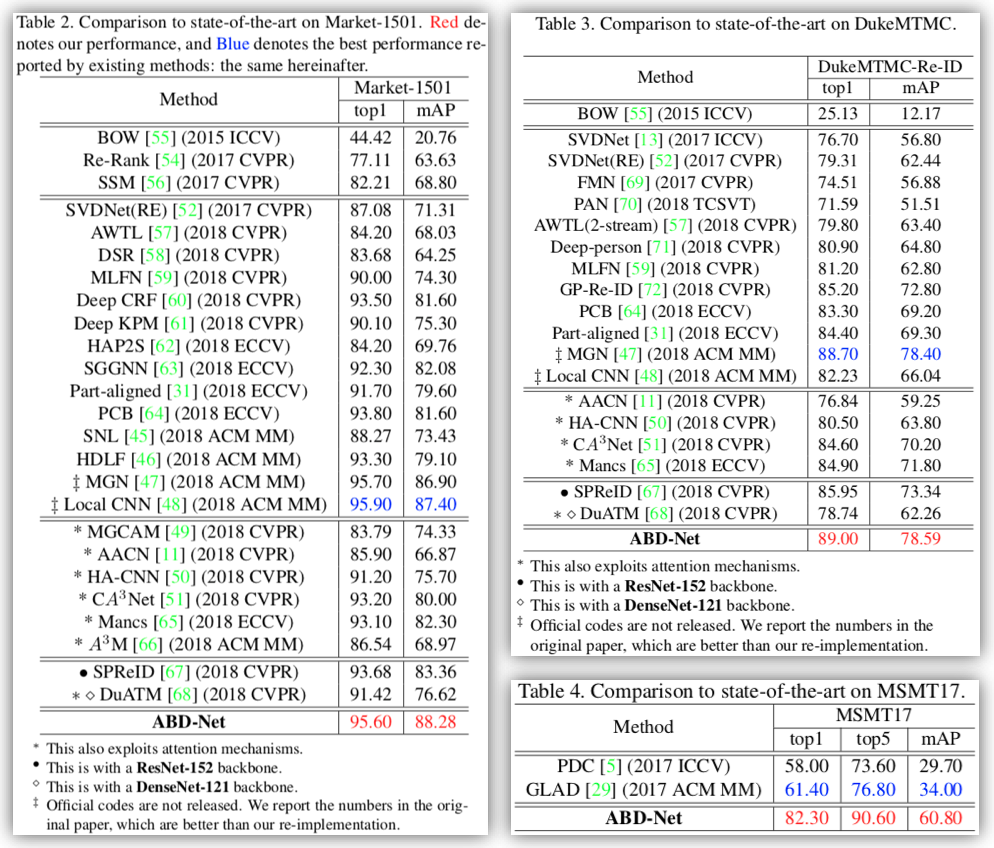 Table 2. Comparison to state-of-the-art on Market-1501. Red de-
notes our performance, and Blue denotes the best performance re-
ported by existing methods: the same hereinafter.
Method Market-1501
top1 mAP
BOW [55] (2015 ICCV) 44.42 20.76
Re-Rank [54] (2017 CVPR) 77.11 63.63
SSM [56] (2017 CVPR) 82.21 68.80
SVDNet(RE) [52] (2017 CVPR) 87.08 71.31
AWTL [57] (2018 CVPR) 84.20 68.03
DSR [58] (2018 CVPR) 83.68 64.25
MLFN [59] (2018 CVPR) 90.00 74.30
Deep CRF [60] (2018 CVPR) 93.50 81.60
Deep KPM [61] (2018 CVPR) 90.10 75.30
HAP2S [62] (2018 ECCV) 84.20 69.76
SGGNN [63] (2018 ECCV) 92.30 82.08
Part-aligned [31] (2018 ECCV) 91.70 79.60
PCB [64] (2018 ECCV) 93.80 81.60
SNL [45] (2018 ACM MM) 88.27 73.43
HDLF [46] (2018 ACM MM) 93.30 79.10
‡ MGN [47] (2018 ACM MM) 95.70 86.90
‡ Local CNN [48] (2018 ACM MM) 95.90 87.40
* MGCAM [49] (2018 CVPR) 83.79 74.33
* AACN [11] (2018 CVPR) 85.90 66.87
* HA-CNN [50] (2018 CVPR) 91.20 75.70
* CA³Net [51] (2018 CVPR) 93.20 80.00
* Mancs [65] (2018 ECCV) 93.10 82.30
* A³M [66] (2018 ACM MM) 86.54 68.97
• SPReID [67] (2018 CVPR) 93.68 83.36
* ⋄ DuATM [68] (2018 CVPR) 91.42 76.62
ABD-Net 95.60 88.28
* This also exploits attention mechanisms.
• This is with a ResNet-152 backbone.
⋄ This is with a DenseNet-121 backbone.
‡ Official codes are not released. We report the numbers in the orig-
inal paper, which are better than our re-implementation.
Table 3. Comparison to state-of-the-art on DukeMTMC.
Method DukeMTMC-Re-ID
top1 mAP
BOW [55] (2015 ICCV) 25.13 12.17
SVDNet [13] (2017 ICCV) 76.70 56.80
SVDNet(RE) [52] (2017 CVPR) 79.31 62.44
FMN [69] (2017 CVPR) 74.51 56.88
PAN [70] (2018 TCSVT) 71.59 51.51
AWTL(2-stream) [57] (2018 CVPR) 79.80 63.40
Deep-person [71] (2018 CVPR) 80.90 64.80
MLFN [59] (2018 CVPR) 81.20 62.80
GP-Re-ID [72] (2018 CVPR) 85.20 72.80
PCB [64] (2018 ECCV) 83.30 69.20
Part-aligned [31] (2018 ECCV) 84.40 69.30
‡ MGN [47] (2018 ACM MM) 88.70 78.40
‡ Local CNN [48] (2018 ACM MM) 82.23 66.04
* AACN [11] (2018 CVPR) 76.84 59.25
* HA-CNN [50] (2018 CVPR) 80.50 63.80
* CA³Net [51] (2018 CVPR) 84.60 70.20
* Mancs [65] (2018 ECCV) 84.90 71.80
• SPReID [67] (2018 CVPR) 85.95 73.34
* ⋄ DuATM [68] (2018 CVPR) 78.74 62.26
ABD-Net 89.00 78.59
* This also exploits attention mechanisms.
• This is with a ResNet-152 backbone.
⋄ This is with a DenseNet-121 backbone.
‡ Official codes are not released. We report the numbers in the
original paper, which are better than our re-implementation.
Table 4. Comparison to state-of-the-art on MSMT17.
Method MSMT17
top1 top5 mAP
PDC [5] (2017 ICCV) 58.00 73.60 29.70
GLAD [29] (2017 ACM MM) 61.40 76.80 34.00
ABD-Net 82.30 90.60 60.80